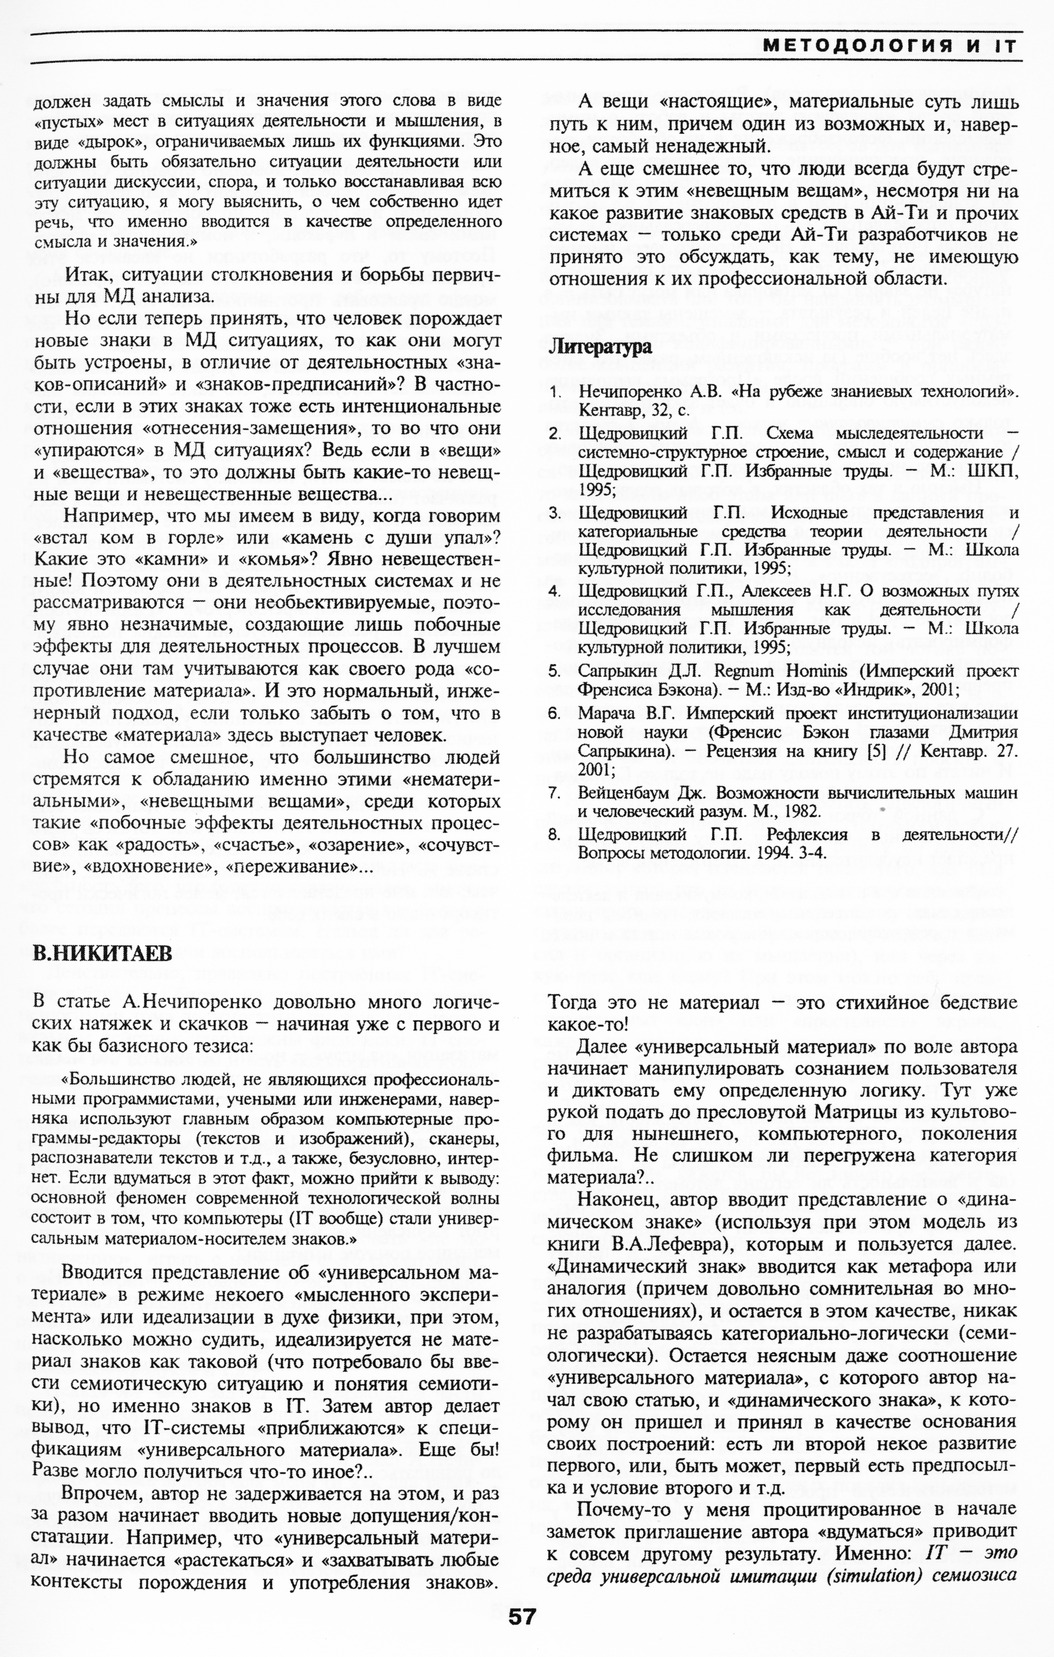 МЕТОДОЛОГИЯ И IT
должен задать смыслы и значения этого слова в виде
«пустых» мест в ситуациях деятельности и мышления, в
виде «дырок», ограничиваемых лишь их функциями. Это
должны быть обязательно ситуации деятельности или
ситуации дискуссии, спора, и только восстанавливая всю
эту ситуацию, я могу выяснить, о чем собственно идет
речь, что именно вводится в качестве определенного
смысла и значения.»
Итак, ситуации столкновения и борьбы первич-
ны для МД анализа.
Но если теперь принять, что человек порождает
новые знаки в МД ситуациях, то как они могут
быть устроены, в отличие от деятельностных «зна-
ков-описаний» и «знаков-предписаний»? В частно-
сти, если в этих знаках тоже есть интенциональные
отношения «отнесения-замещения», то во что они
«упираются» в МД ситуациях? Ведь если в «вещи»
и «вещества», то это должны быть какие-то невещ-
ные вещи и невещественные вещества...
Например, что мы имеем в виду, когда говорим
«встал ком в горле» или «камень с души упал»?
Какие это «камни» и «комья»? Явно невеществен-
ные! Поэтому они в деятельностных системах и не
рассматриваются — они необьективируемые, поэто-
му явно незначимые, создающие лишь побочные
эффекты для деятельностных процессов. В лучшем
случае они там учитываются как своего рода «со-
противление материала». И это нормальный, инже-
нерный подход, если только забыть о том, что в
качестве «материала» здесь выступает человек.
Но самое смешное, что большинство людей
стремятся к обладанию именно этими «нематери-
альными», «невещными вещами», среди которых
такие «побочные эффекты деятельностных процес-
сов» как «радость», «счастье», «озарение», «сочувст-
вие», «вдохновение», «переживание»...
А вещи «настоящие», материальные суть лишь
путь к ним, причем один из возможных и, навер-
ное, самый ненадежный.
А еще смешнее то, что люди всегда будут стре-
миться к этим «невещным вещам», несмотря ни на
какое развитие знаковых средств в Ай-Ти и прочих
системах — только среди Ай-Ти разработчиков не
принято это обсуждать, как тему, не имеющую
отношения к их профессиональной области.
Литература
1. Нечипоренко А.В. «На рубеже знаниевых технологий».
Кентавр, 32, с.
2. Щедровицкий Г.П. Схема мыследеятельности —
системно-структурное строение, смысл и содержание /
Щедровицкий Г.П. Избранные труды. — М.: ШКП,
1995;
3. Щедровицкий Г.П. Исходные представления и
категориальные средства теории деятельности /
Щедровицкий Г.П. Избранные труды. — М.: Школа
культурной политики, 1995;
4. Щедровицкий Г.П., Алексеев Н.Г. О возможных путях
исследования мышления как деятельности /
Щедровицкий Г.П. Избранные труды. — М.: Школа
культурной политики, 1995;
5. Сапрыкин Д.Л. Regnum Hominis (Имперский проект
Френсиса Бэкона). — М.: Изд-во «Индрик», 2001;
6. Марача В.Г. Имперский проект институционализации
новой науки (Френсис Бэкон глазами Дмитрия
Сапрыкина). — Рецензия на книгу [5] // Кентавр. 27.
2001;
7. Вейценбаум Дж. Возможности вычислительных машин
и человеческий разум. М., 1982.
8. Щедровицкий Г.П. Рефлексия в деятельности//
Вопросы методологии. 1994. 3-4.
В.НИКИТАЕВ
В статье А.Нечипоренко довольно много логиче-
ских натяжек и скачков — начиная уже с первого и
как бы базисного тезиса:
«Большинство людей, не являющихся профессиональ-
ными программистами, учеными или инженерами, навер-
няка используют главным образом компьютерные про-
граммы-редакторы (текстов и изображений), сканеры,
распознаватели текстов и т.д., а также, безусловно, интер-
нет. Если вдуматься в этот факт, можно прийти к выводу:
основной феномен современной технологической волны
состоит в том, что компьютеры (IT вообще) стали универ-
сальным материалом-носителем знаков.»
Вводится представление об «универсальном ма-
териале» в режиме некоего «мысленного экспери-
мента» или идеализации в духе физики, при этом,
насколько можно судить, идеализируется не мате-
риал знаков как таковой (что потребовало бы вве-
сти семиотическую ситуацию и понятия семиоти-
ки), но именно знаков в IT. Затем автор делает
вывод, что IT-системы «приближаются» к специ-
фикациям «универсального материала». Еще бы!
Разве могло получиться что-то иное?..
Впрочем, автор не задерживается на этом, и раз
за разом начинает вводить новые допущения/кон-
статации. Например, что «универсальный матери-
ал» начинается «растекаться» и «захватывать любые
контексты порождения и употребления знаков».
Тогда это не материал — это стихийное бедствие
какое-то!
Далее «универсальный материал» по воле автора
начинает манипулировать сознанием пользователя
и диктовать ему определенную логику. Тут уже
рукой подать до пресловутой Матрицы из культово-
го для нынешнего, компьютерного, поколения
фильма. Не слишком ли перегружена категория
материала?..
Наконец, автор вводит представление о «дина-
мическом знаке» (используя при этом модель из
книги В.А.Лефевра), которым и пользуется далее.
«Динамический знак» вводится как метафора или
аналогия (причем довольно сомнительная во мно-
гих отношениях), и остается в этом качестве, никак
не разрабатываясь категориально-логически (семи-
ологически). Остается неясным даже соотношение
«универсального материала», с которого автор на-
чал свою статью, и «динамического знака», к кото-
рому он пришел и принял в качестве основания
своих построений: есть ли второй некое развитие
первого, или, быть может, первый есть предпосыл-
ка и условие второго и т.д.
Почему-то у меня процитированное в начале
заметок приглашение автора «вдуматься» приводит
к совсем другому результату. Именно: IT — это
среда универсальной имитации (simulation) семиозиса
57